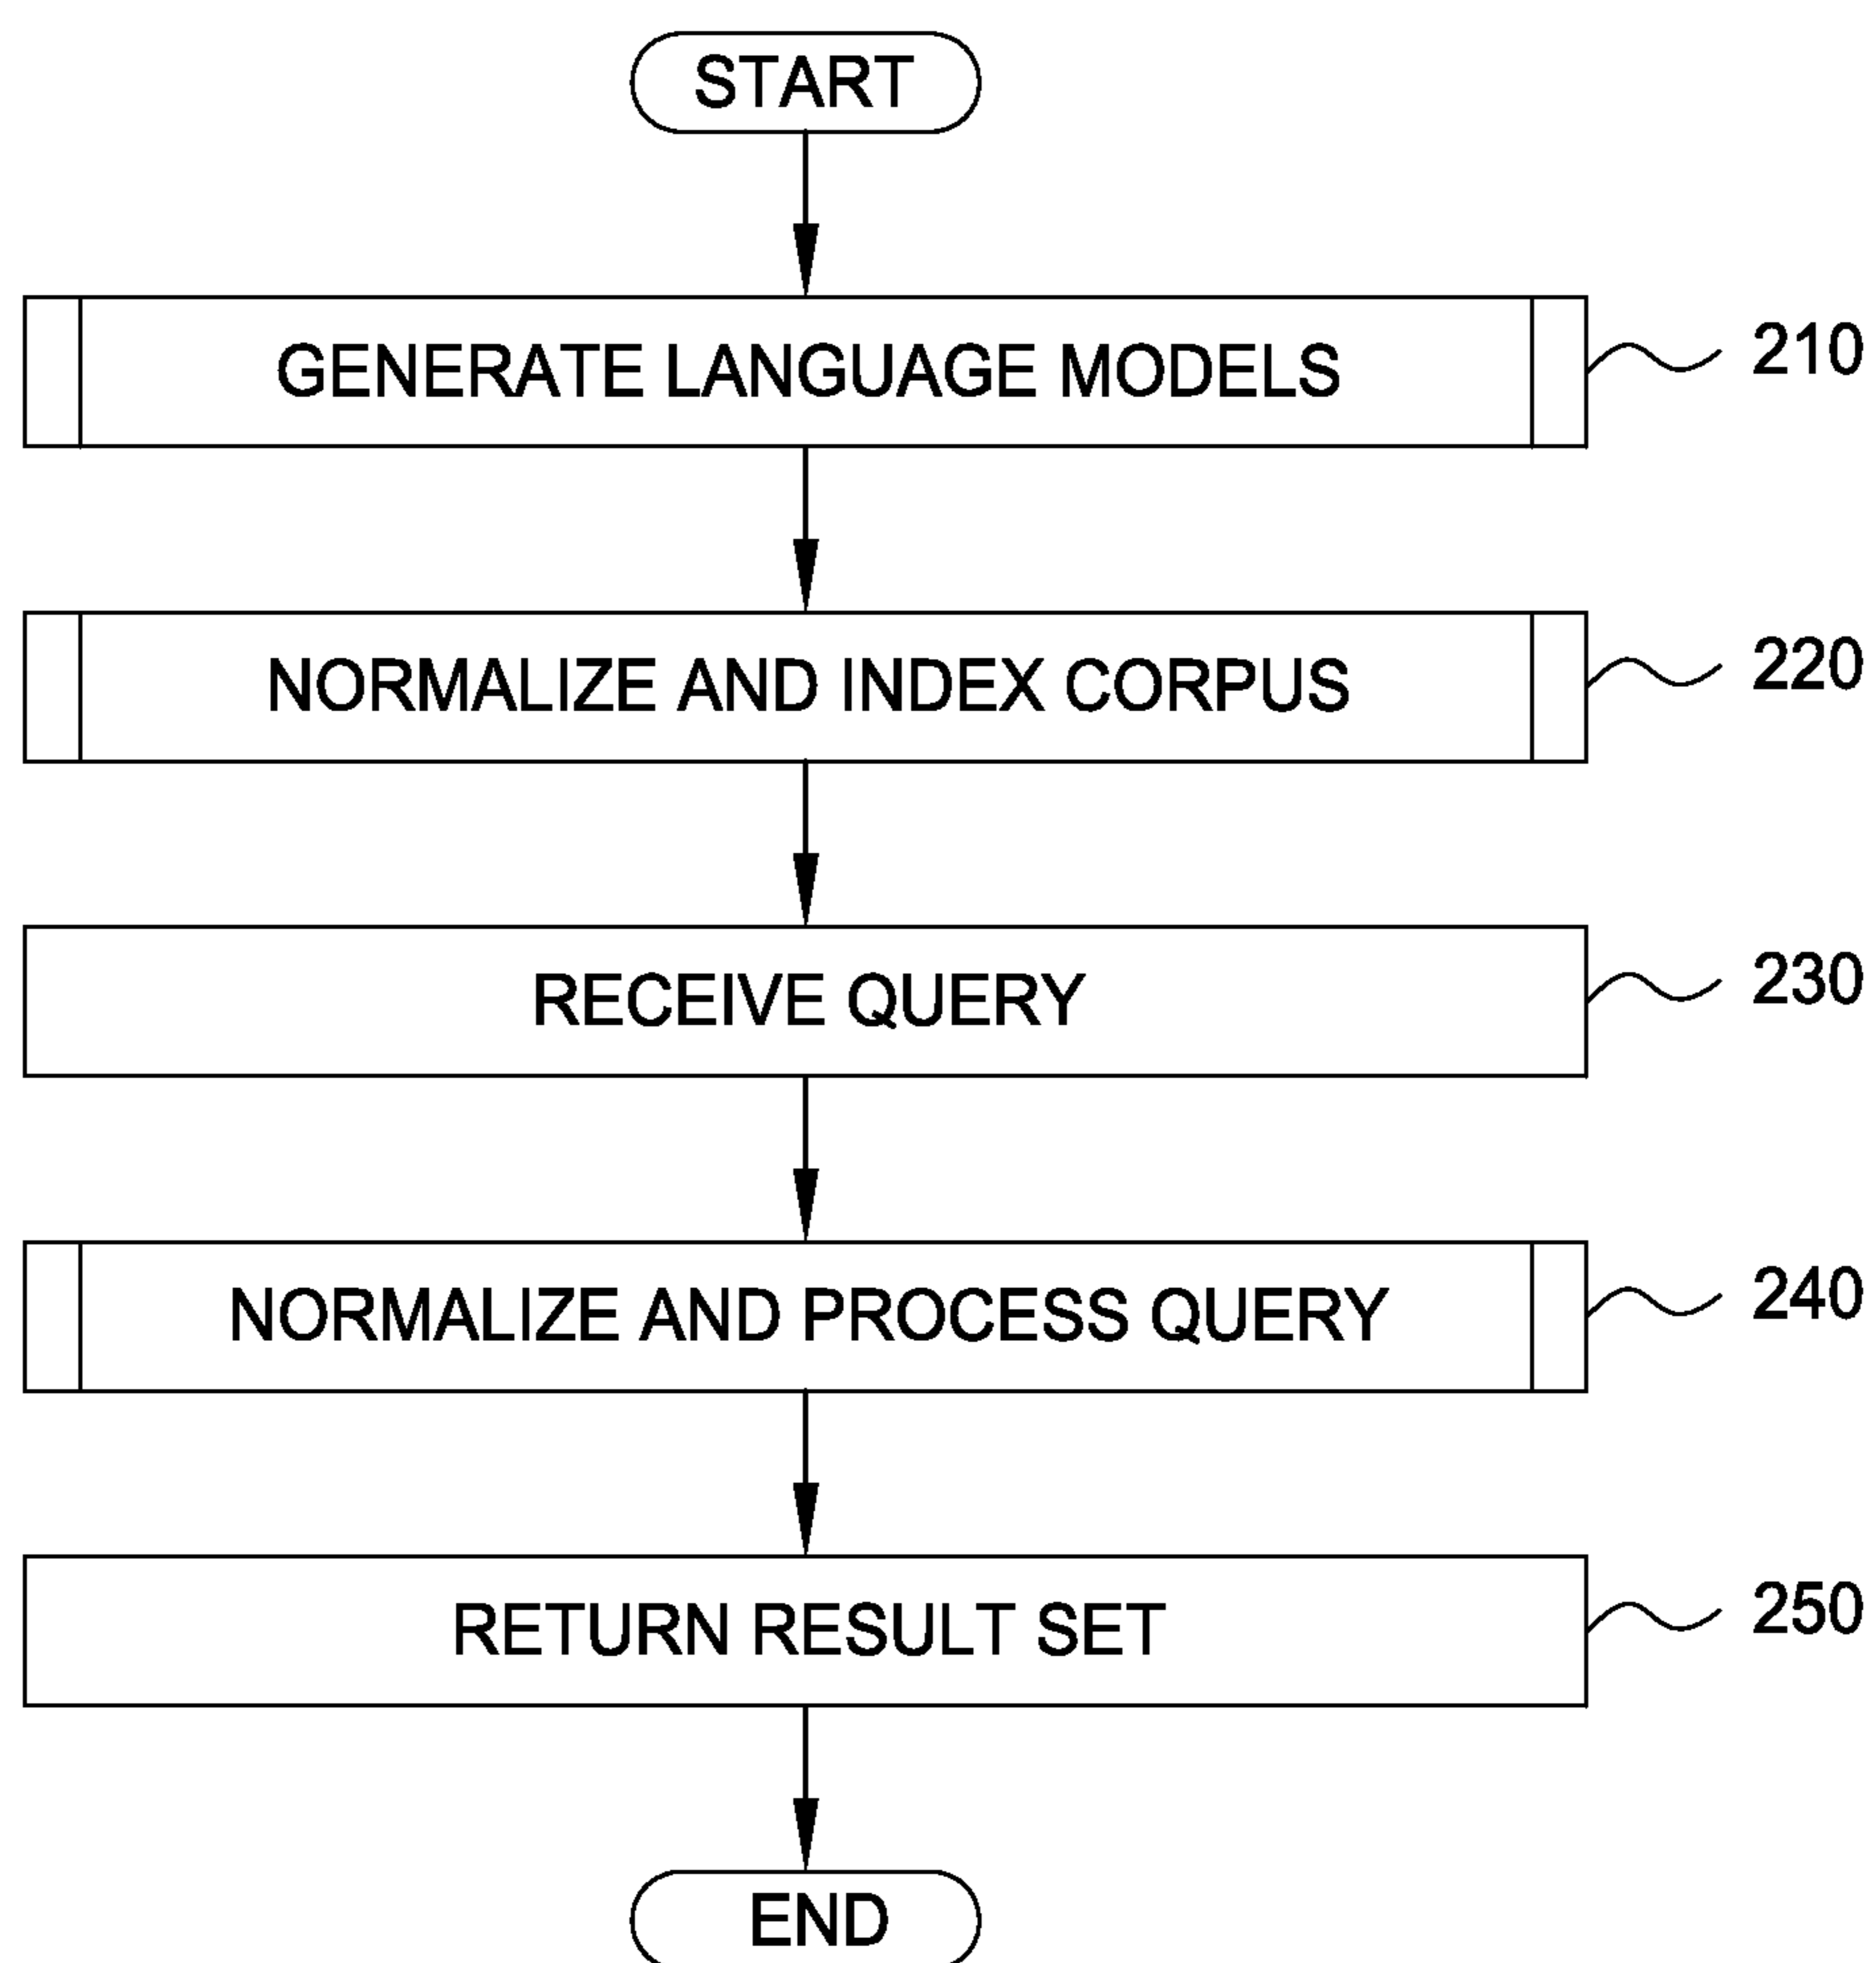 START
GENERATE LANGUAGE MODELS 210
NORMALIZE AND INDEX CORPUS 220
RECEIVE QUERY 230
NORMALIZE AND PROCESS QUERY 240
RETURN RESULT SET 250
END